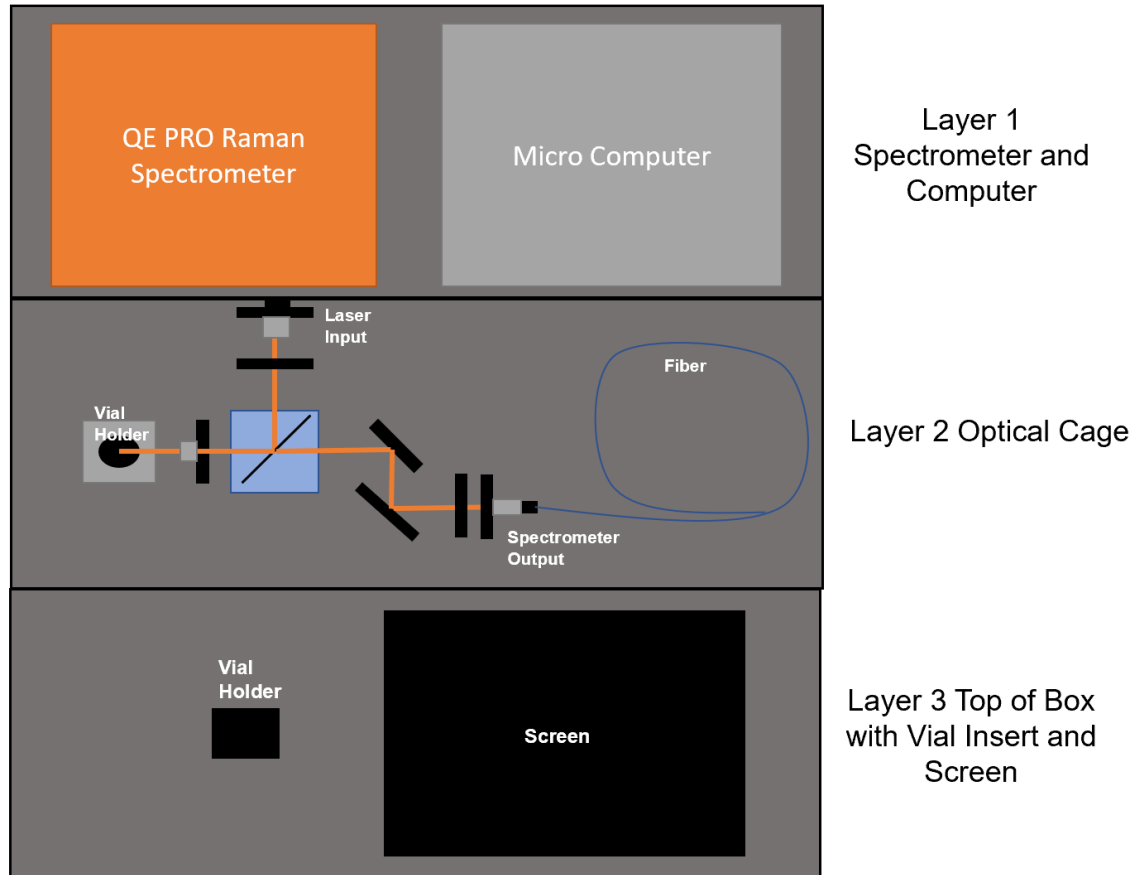 QE PRO Raman
Spectrometer
Micro Computer
Layer 1
Spectrometer and
Computer
Laser
Input
Fiber
Vial
Holder
Layer 2 Optical Cage
Spectrometer
Output
Vial
Holder
Screen
Layer 3 Top of Box
with Vial Insert and
Screen